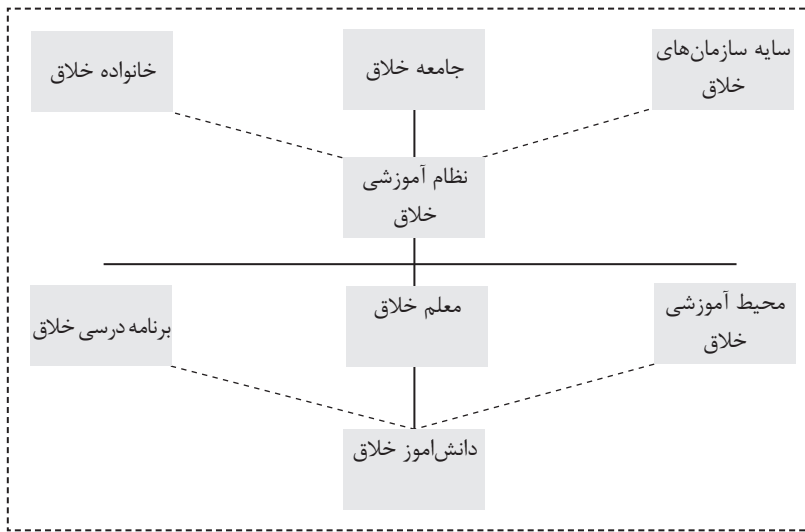 سایه سازمان‌های
خلاق
جامعه خلاق
خانواده خلاق
نظام آموزشی
خلاق
محیط آموزشی
خلاق
معلم خلاق
برنامه درسی خلاق
دانش‌اموز خلاق